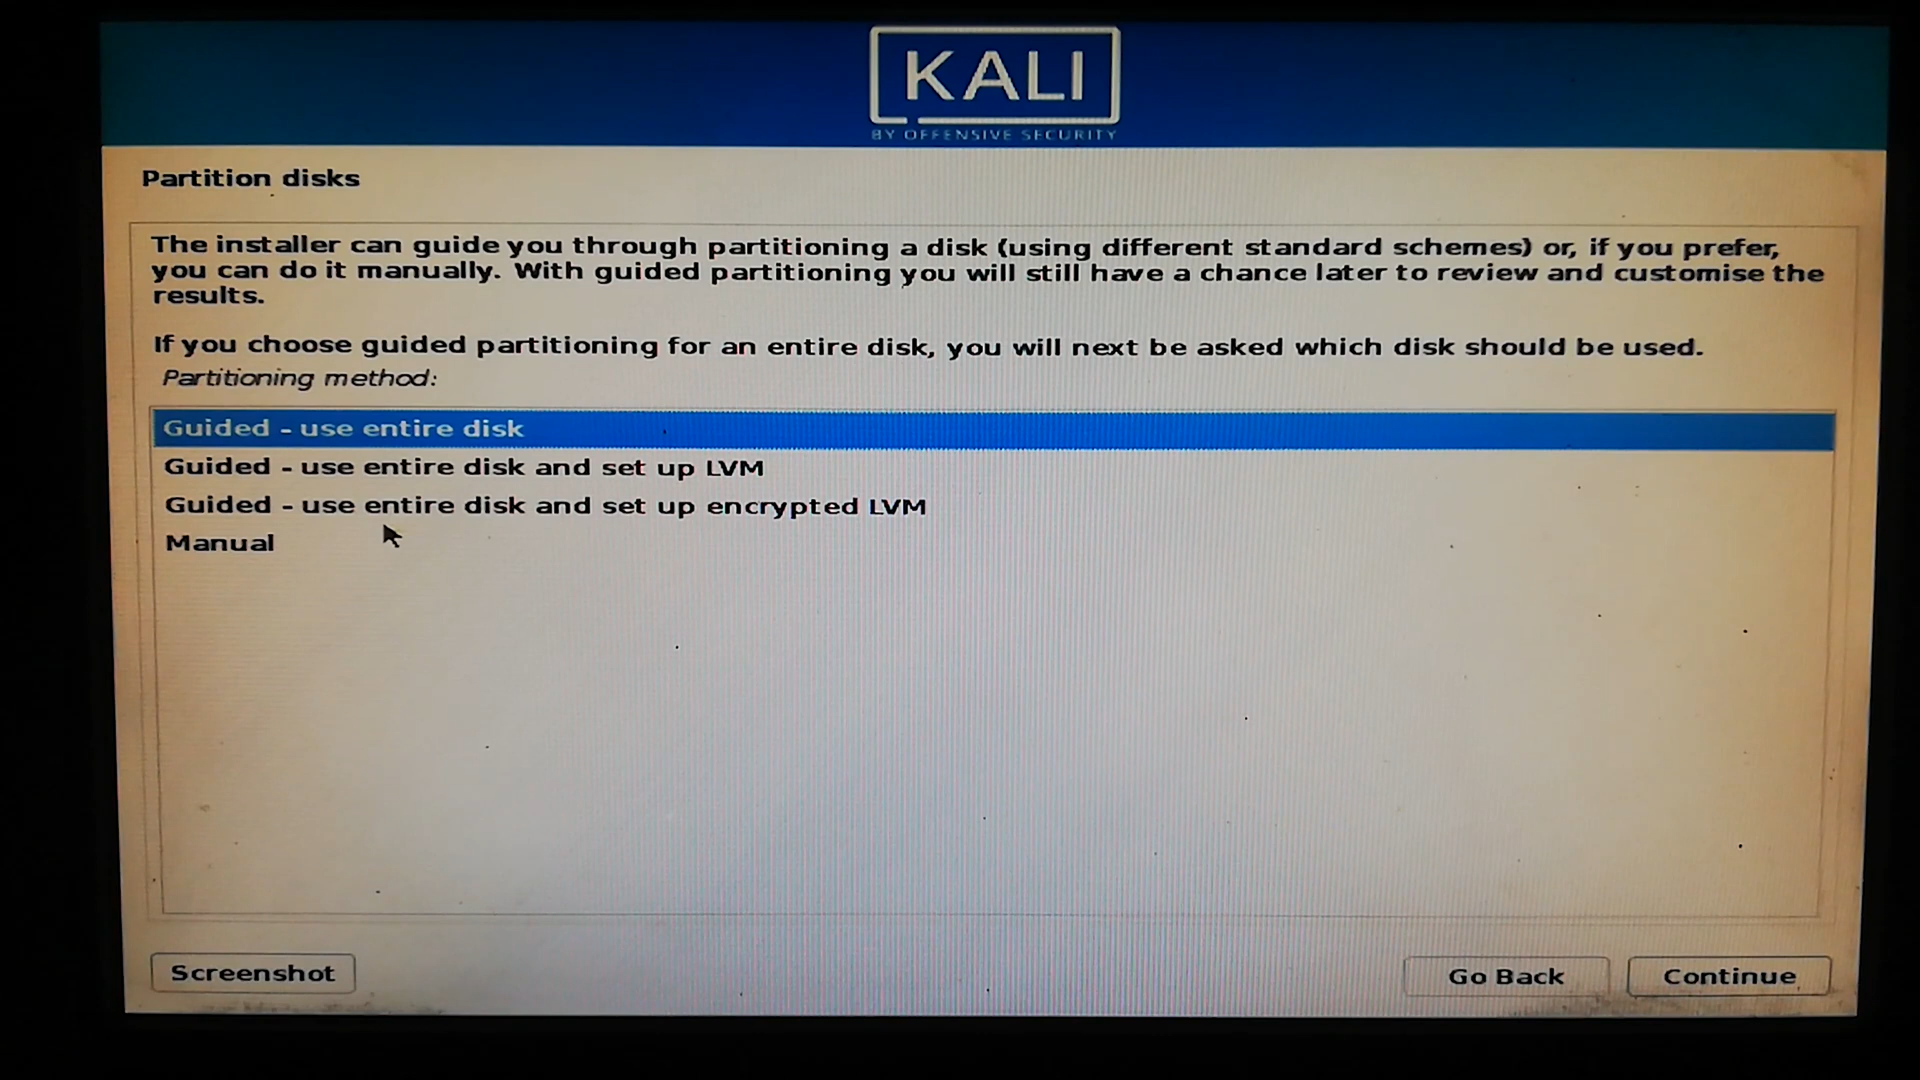 KALI
BY OFFENSIVE SECURITY
Partition disks
The installer can guide you through partitioning a disk (using different standard schemes) or, if you prefer,
you can do it manually. With guided partitioning you will still have a chance later to review and customise the
results.
If you choose guided partitioning for an entire disk, you will next be asked which disk should be used.
Partitioning method:
Guided - use entire disk
Guided - use entire disk and set up LVM
Guided - use entire disk and set up encrypted LVM
Manual
Screenshot
Go Back
Continue